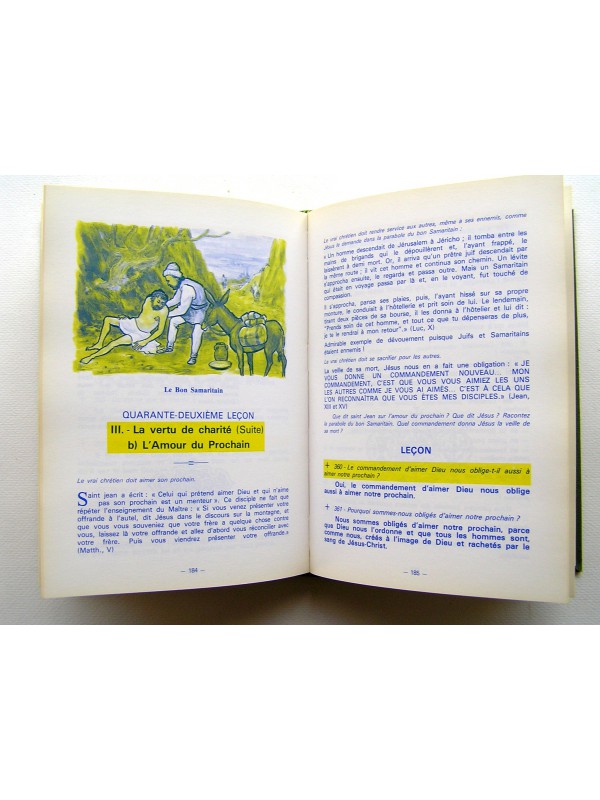 Le Bon Samaritain
QUARANTE-DEUXIÈME LEÇON
III. - La vertu de charité (Suite)
b) L'Amour du Prochain
Le vrai chrétien doit aimer son prochain.
Saint jean a écrit : « Celui qui prétend aimer Dieu et qui n'aime
pas son prochain est un menteur ». Ce disciple ne fait que
répéter l'enseignement du Maître : « Si vous venez présenter votre
offrande à l'autel, dit Jésus dans le discours sur la montagne, et
que vous vous souveniez que votre frère a quelque chose contre
vous, laissez là votre offrande et allez d'abord vous réconcilier avec
votre frère. Puis vous viendrez présenter votre offrande.»
(Matth., V)
— 184 —
Le vrai chrétien doit rendre service aux autres, même à ses ennemis, comme
Jésus le demande dans la parabole du bon Samaritain.
« Un homme descendait de Jérusalem à Jéricho ; il tomba entre les
mains de brigands qui le dépouillèrent et, l'ayant frappé, le
laissèrent à demi mort. Or, il arriva qu'un prêtre juif descendait par
le même route ; il vit cet homme et continua son chemin. Un lévite
s'approcha ensuite, le regarda et passa outre. Mais un Samaritain
qui était en voyage passa par là et, en le voyant, fut touché de
compassion.
Il s'approcha, pansa ses plaies, puis, l'ayant hissé sur sa propre
monture, le conduisit à l'hôtellerie et prit soin de lui. Le lendemain,
tirant deux pièces de sa bourse, il les donna à l'hôtelier et lui dit :
"Prends soin de cet homme, et tout ce que tu dépenseras de plus,
je te le rendrai à mon retour".» (Luc, X)
Admirable exemple de dévouement puisque Juifs et Samaritains
étaient ennemis !
Le vrai chrétien doit se sacrifier pour les autres.
La veille de sa mort, Jésus nous en a fait une obligation : « JE
VOUS DONNE UN COMMANDEMENT NOUVEAU... MON
COMMANDEMENT, C'EST QUE VOUS VOUS AIMIEZ LES UNS
LES AUTRES COMME JE VOUS AI AIMÉS... C'EST À CELA QUE
L'ON RECONNAÎTRA QUE VOUS ÊTES MES DISCIPLES.» (Jean,
XIII et XV)
Que dit saint Jean sur l'amour du prochain ? Que dit Jésus ? Racontez
la parabole du bon Samaritain. Quel commandement donna Jésus la veille de
sa mort ?
LEÇON
+ 360 - Le commandement d'aimer Dieu nous oblige-t-il aussi à
aimer notre prochain ?
Oui, le commandement d'aimer Dieu nous oblige
aussi à aimer notre prochain.
+ 361 - Pourquoi sommes-nous obligés d'aimer notre prochain ?
Nous sommes obligés d'aimer notre prochain, parce
que Dieu nous l'ordonne et que tous les hommes sont,
comme nous, créés à l'image de Dieu et rachetés par le
sang de Jésus-Christ.
— 185 —